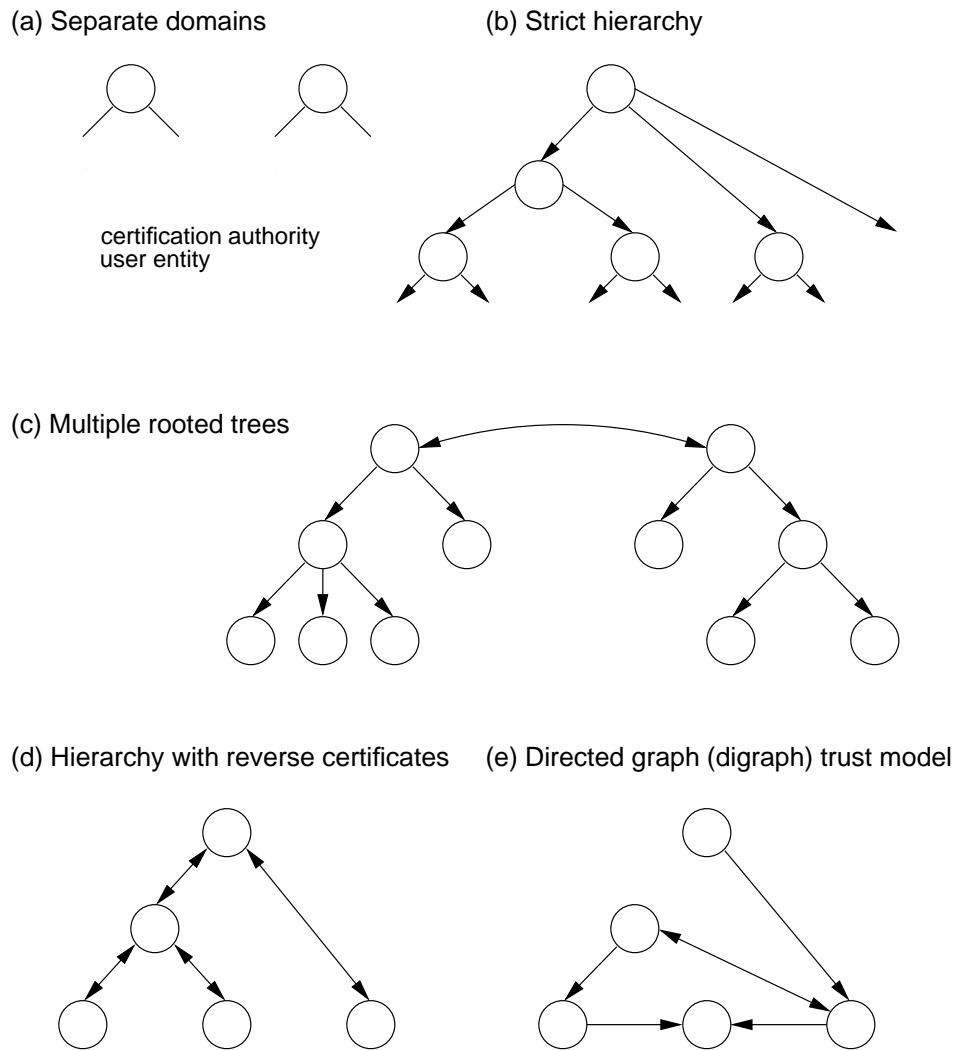 (a) Separate domains
(b) Strict hierarchy
certification authority
user entity
(c) Multiple rooted trees
(d) Hierarchy with reverse certificates
(e) Directed graph (digraph) trust model